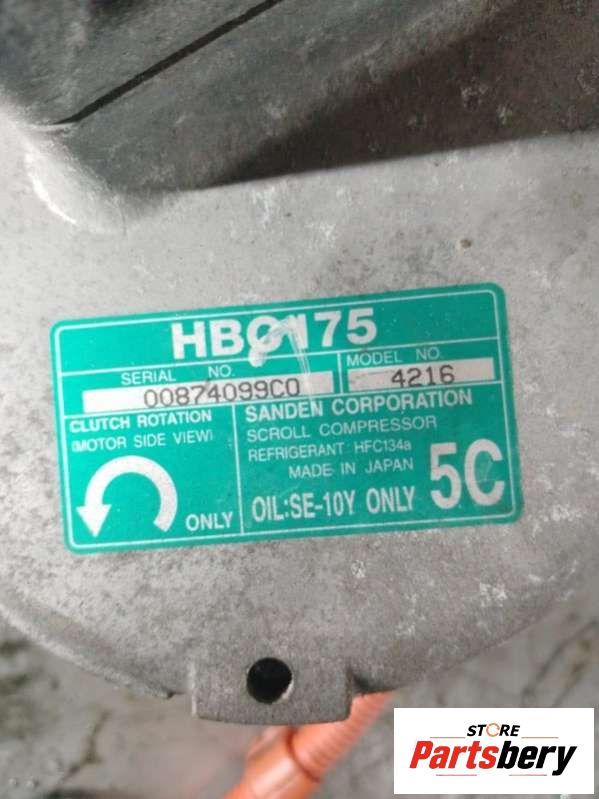 HBC175
SERIAL NO.
MODEL NO.
00874099C0
4216
CLUTCH ROTATION
(MOTOR SIDE VIEW)
ONLY
SANDEN CORPORATION
SCROLL COMPRESSOR
REFRIGERANT: HFC134a
MADE IN JAPAN
OIL:SE-10Y ONLY
5C
STORE
Partsbery